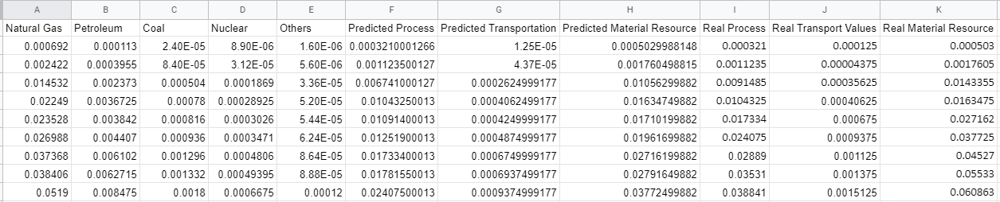 A B C D E F G H I J K
Natural Gas Petroleum Coal Nuclear Others Predicted Process Predicted Transportation Predicted Material Resource Real Process Real Transport Values Real Material Resource
0.000692 0.000113 2.40E-05 8.90E-06 1.60E-06 0.0003210001266 1.25E-05 0.0005029988148 0.000321 0.000125 0.000503
0.002422 0.0003955 8.40E-05 3.12E-05 5.60E-06 0.001123500127 4.37E-05 0.001760498815 0.0011235 0.00004375 0.0017605
0.014532 0.002373 0.000504 0.0001869 3.36E-05 0.006741000127 0.0002624999177 0.01056299882 0.0091485 0.00035625 0.0143355
0.02249 0.0036725 0.00078 0.00028925 5.20E-05 0.01043250013 0.0004062499177 0.01634749882 0.0104325 0.00040625 0.0163475
0.023528 0.003842 0.000816 0.0003026 5.44E-05 0.01091400013 0.0004249999177 0.01710199882 0.017334 0.000675 0.027162
0.026988 0.004407 0.000936 0.0003471 6.24E-05 0.01251900013 0.0004874999177 0.01961699882 0.024075 0.0009375 0.037725
0.037368 0.006102 0.001296 0.0004806 8.64E-05 0.01733400013 0.0006749999177 0.02716199882 0.02889 0.001125 0.04527
0.038406 0.0062715 0.001332 0.00049395 8.88E-05 0.01781550013 0.0006937499177 0.02791649882 0.03531 0.001375 0.05533
0.0519 0.008475 0.0018 0.0006675 0.00012 0.02407500013 0.0009374999177 0.03772499882 0.038841 0.0015125 0.060863